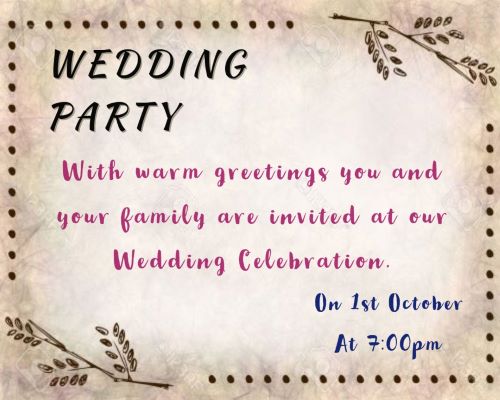 WEDDING
PARTY
With warm greetings you and
your family are invited at our
Wedding Celebration.
On 1st October
At 7:00pm